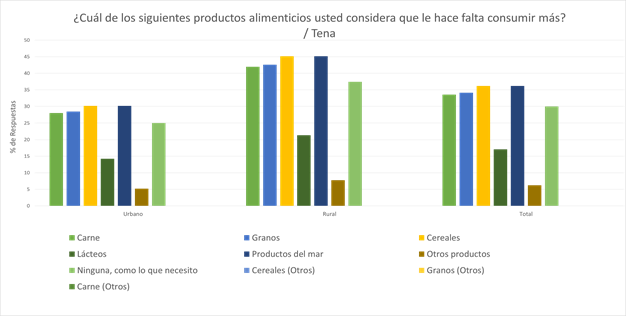 ¿Cuál de los siguientes productos alimenticios usted considera que le hace falta consumir más?
/ Tena
50
45
40
35
30
25
20
15
10
5
0
% de Respuestas
Urbano Rural Total
Carne Granos Cereales
Lácteos Productos del mar Otros productos
Ninguna, como lo que necesito Cereales (Otros) Granos (Otros)
Carne (Otros)